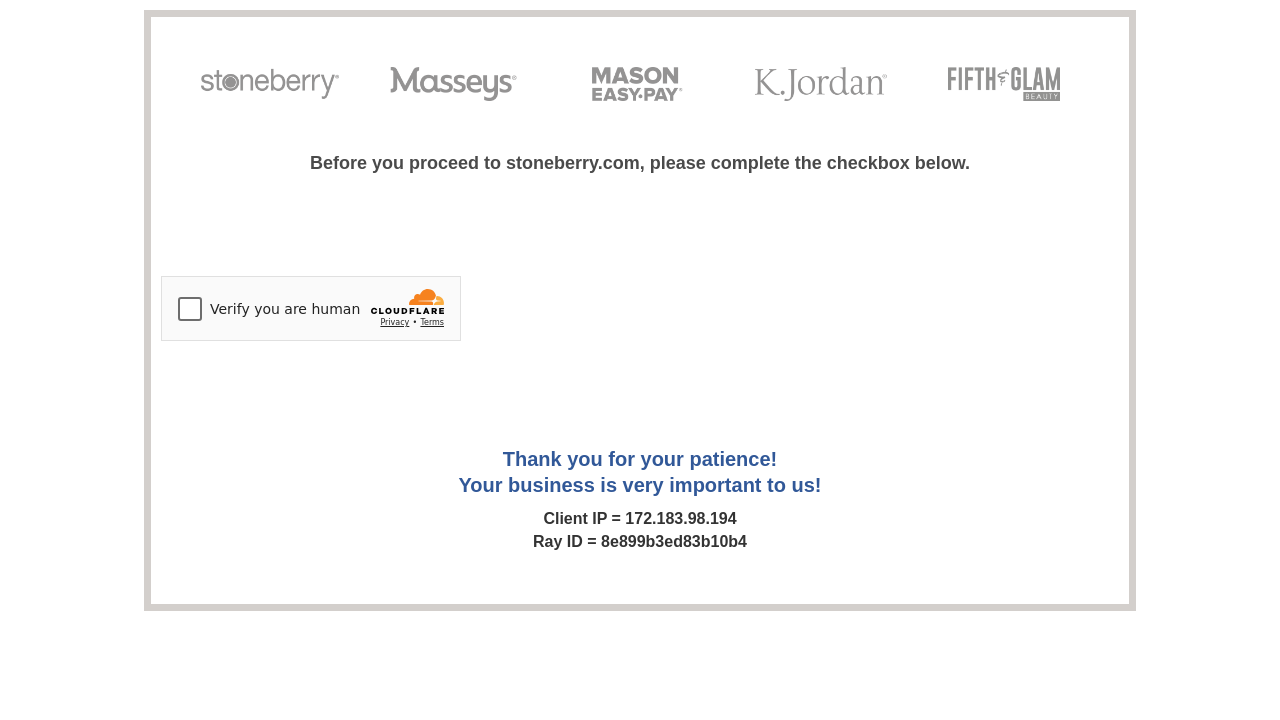 stoneberry® Masseys® MASON EASY•PAY® K.Jordan® FIFTH & GLAM BEAUTY
Before you proceed to stoneberry.com, please complete the checkbox below.
Verify you are human
CLOUDFLARE
Privacy • Terms
Thank you for your patience!
Your business is very important to us!
Client IP = 172.183.98.194
Ray ID = 8e899b3ed83b10b4